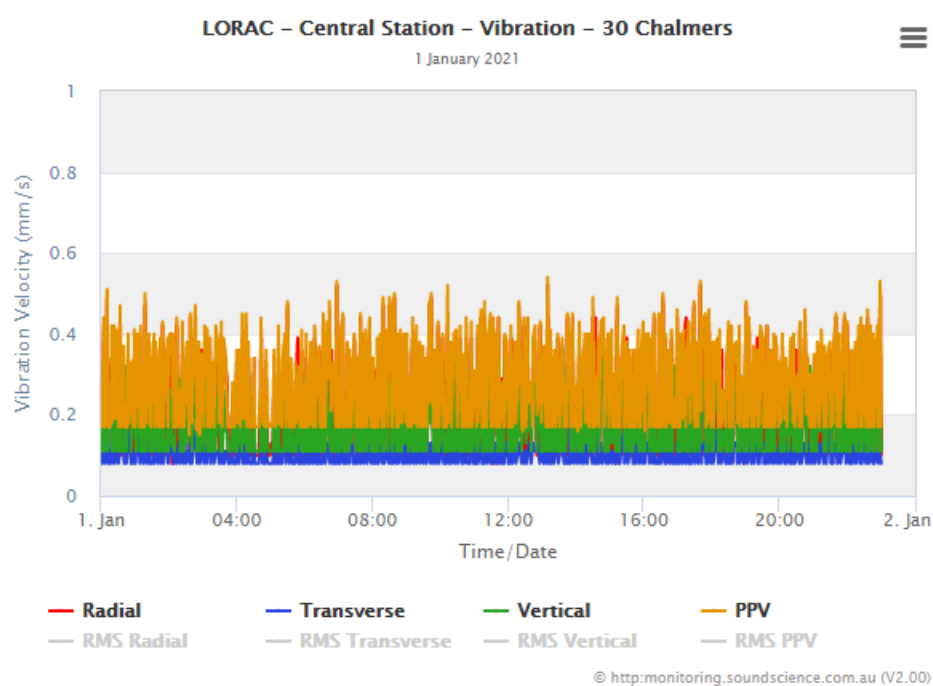 LORAC – Central Station – Vibration – 30 Chalmers
1 January 2021
Vibration Velocity (mm/s)
1
0.8
0.6
0.4
0.2
0
1. Jan 04:00 08:00 12:00 16:00 20:00 2. Jan
Time/Date
Radial Transverse Vertical PPV
RMS Radial RMS Transverse RMS Vertical RMS PPV
© http:monitoring.soundscience.com.au (V2.00)